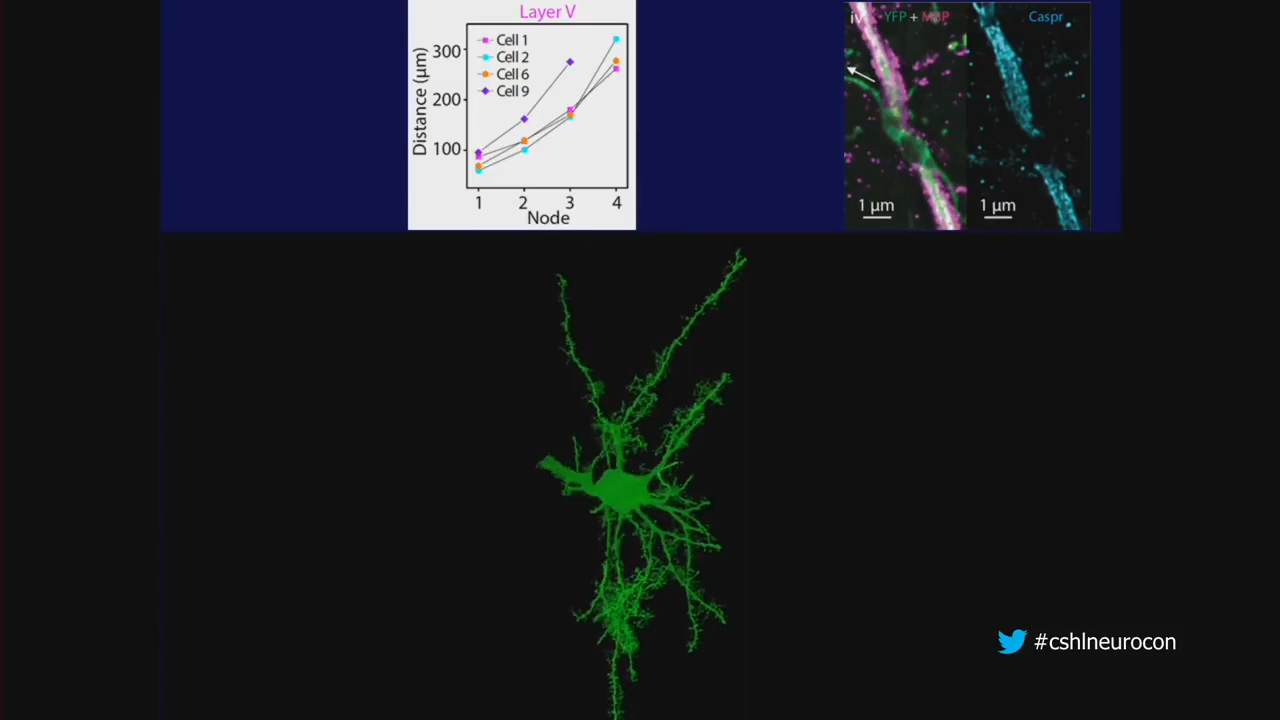 Layer V
Distance (μm)
300
200
100
Cell 1
Cell 2
Cell 6
Cell 9
1 2 3 4
Node
iv YFP + MBP
1 μm
Caspr
1 μm
#cshlneurocon